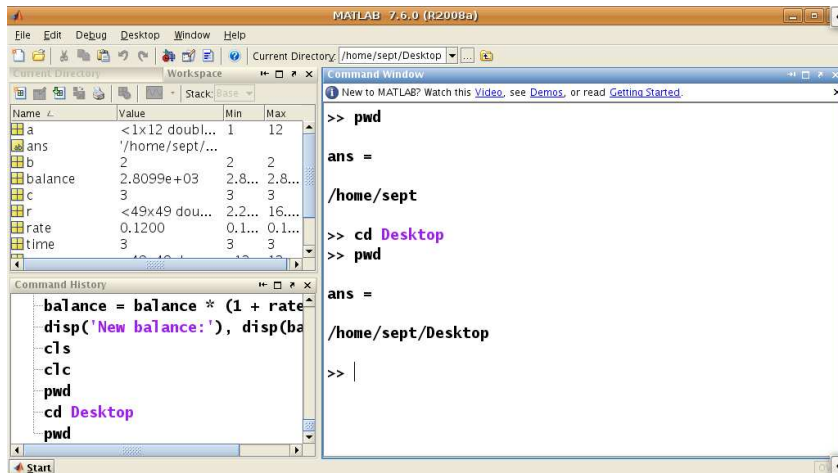 MATLAB 7.6.0 (R2008a)
File Edit Debug Desktop Window Help
Current Directory: /home/sept/Desktop ...
Current Directory Workspace
Stack: Base
Name Value Min Max
a <1x12 doubl... 1 12
ans '/home/sept/...
b 2 2 2
balance 2.8099e+03 2.8... 2.8...
c 3 3 3
r <49x49 dou... 2.2... 16....
rate 0.1200 0.1... 0.1...
time 3 3 3
Command History
balance = balance * (1 + rate
disp('New balance:'), disp(ba
cls
clc
pwd
cd Desktop
pwd
Start
Command Window
New to MATLAB? Watch this Video, see Demos, or read Getting Started.
>> pwd
ans =
/home/sept
>> cd Desktop
>> pwd
ans =
/home/sept/Desktop
>>